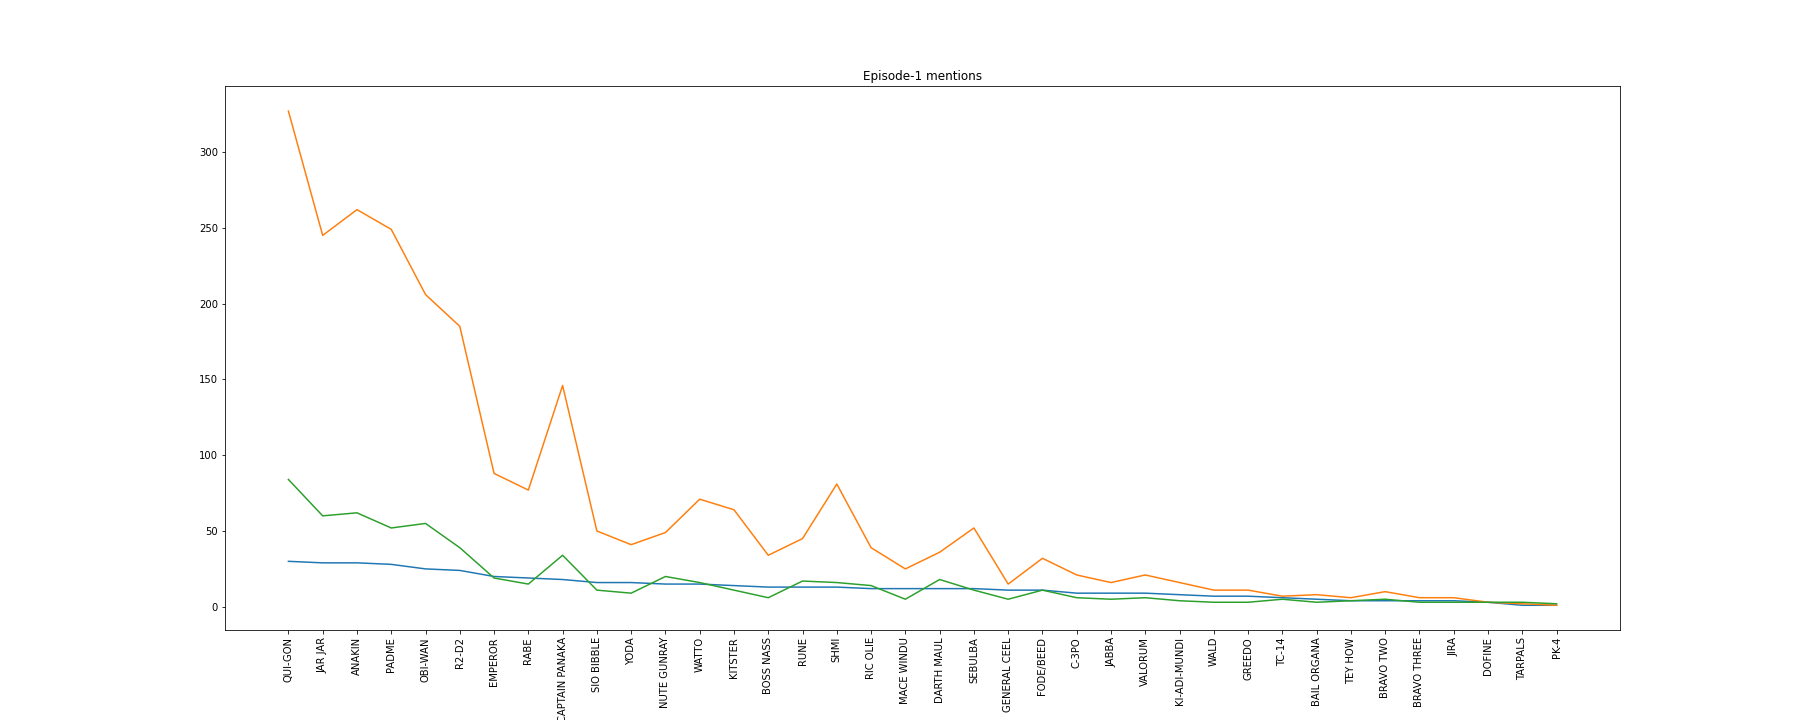 Episode-1 mentions
300
250
200
150
100
50
0
QUI-GON
JAR JAR
ANAKIN
PADME
OBI-WAN
R2-D2
EMPEROR
RABE
CAPTAIN PANAKA
SIO BIBBLE
YODA
NUTE GUNRAY
WATTO
KITSTER
BOSS NASS
RUNE
SHMI
RIC OLIE
MACE WINDU
DARTH MAUL
SEBULBA
GENERAL CEEL
FODE/BEED
C-3PO
JABBA
VALORUM
KI-ADI-MUNDI
WALD
GREEDO
TC-14
BAIL ORGANA
TEY HOW
BRAVO TWO
BRAVO THREE
JIRA
DOFINE
TARPALS
PK-4